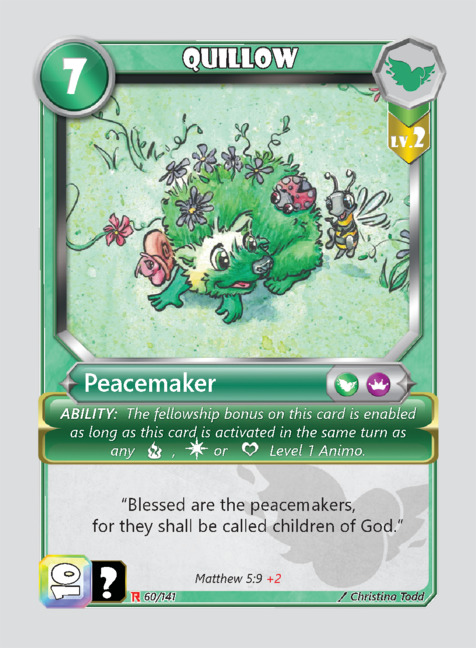 7
QUILLOW
LV.2
Peacemaker
ABILITY: The fellowship bonus on this card is enabled
as long as this card is activated in the same turn as
any , or Level 1 Animo.
"Blessed are the peacemakers,
for they shall be called children of God."
Matthew 5:9 +2
10
?
R 60/141
Christina Todd